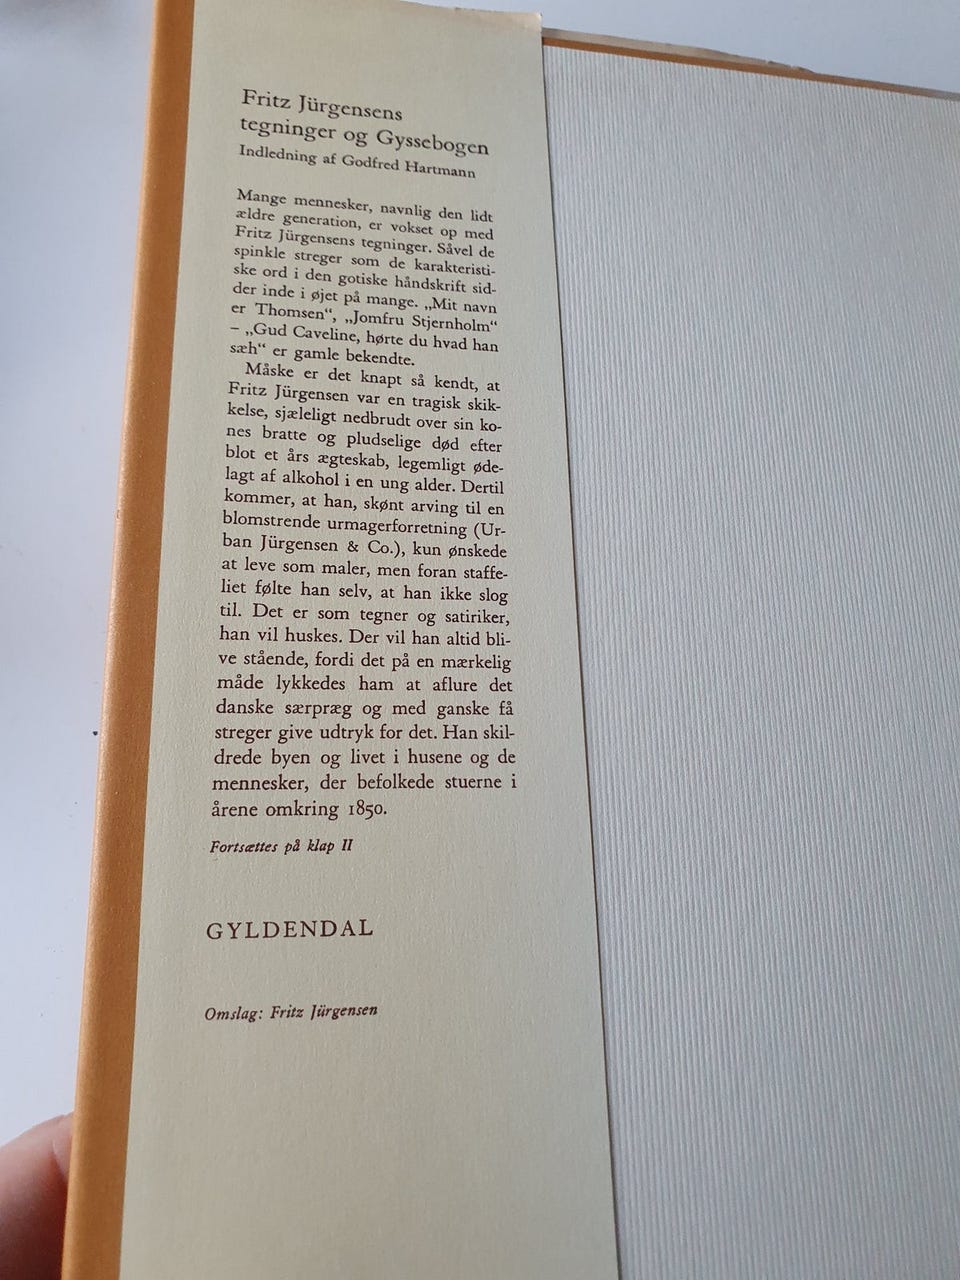 Fritz Jürgensens
tegninger og Gyssebogen
Indledning af Godfred Hartmann
Mange mennesker, navnlig den lidt
ældre generation, er vokset op med
Fritz Jürgensens tegninger. Såvel de
spinkle streger som de karakteristi-
ske ord i den gotiske håndskrift sid-
der inde i øjet på mange. „Mit navn
er Thomsen“, „Jomfru Stjernholm“
– „Gud Caveline, hørte du hvad han
sæh“ er gamle bekendte.
Måske er det knapt så kendt, at
Fritz Jürgensen var en tragisk skik-
kelse, sjæleligt nedbrudt over sin ko-
nes bratte og pludselige død efter
blot et års ægteskab, legemligt øde-
lagt af alkohol i en ung alder. Dertil
kommer, at han, skønt arving til en
blomstrende urmagerforretning (Ur-
ban Jürgensen & Co.), kun ønskede
at leve som maler, men foran staffe-
liet følte han selv, at han ikke slog
til. Det er som tegner og satiriker,
han vil huskes. Der vil han altid bli-
ve stående, fordi det på en mærkelig
måde lykkedes ham at aflure det
danske særpræg og med ganske få
streger give udtryk for det. Han skil-
drede byen og livet i husene og de
mennesker, der befolkede stuerne i
årene omkring 1850.
Fortsættes på klap II
GYLDENDAL
Omslag: Fritz Jürgensen